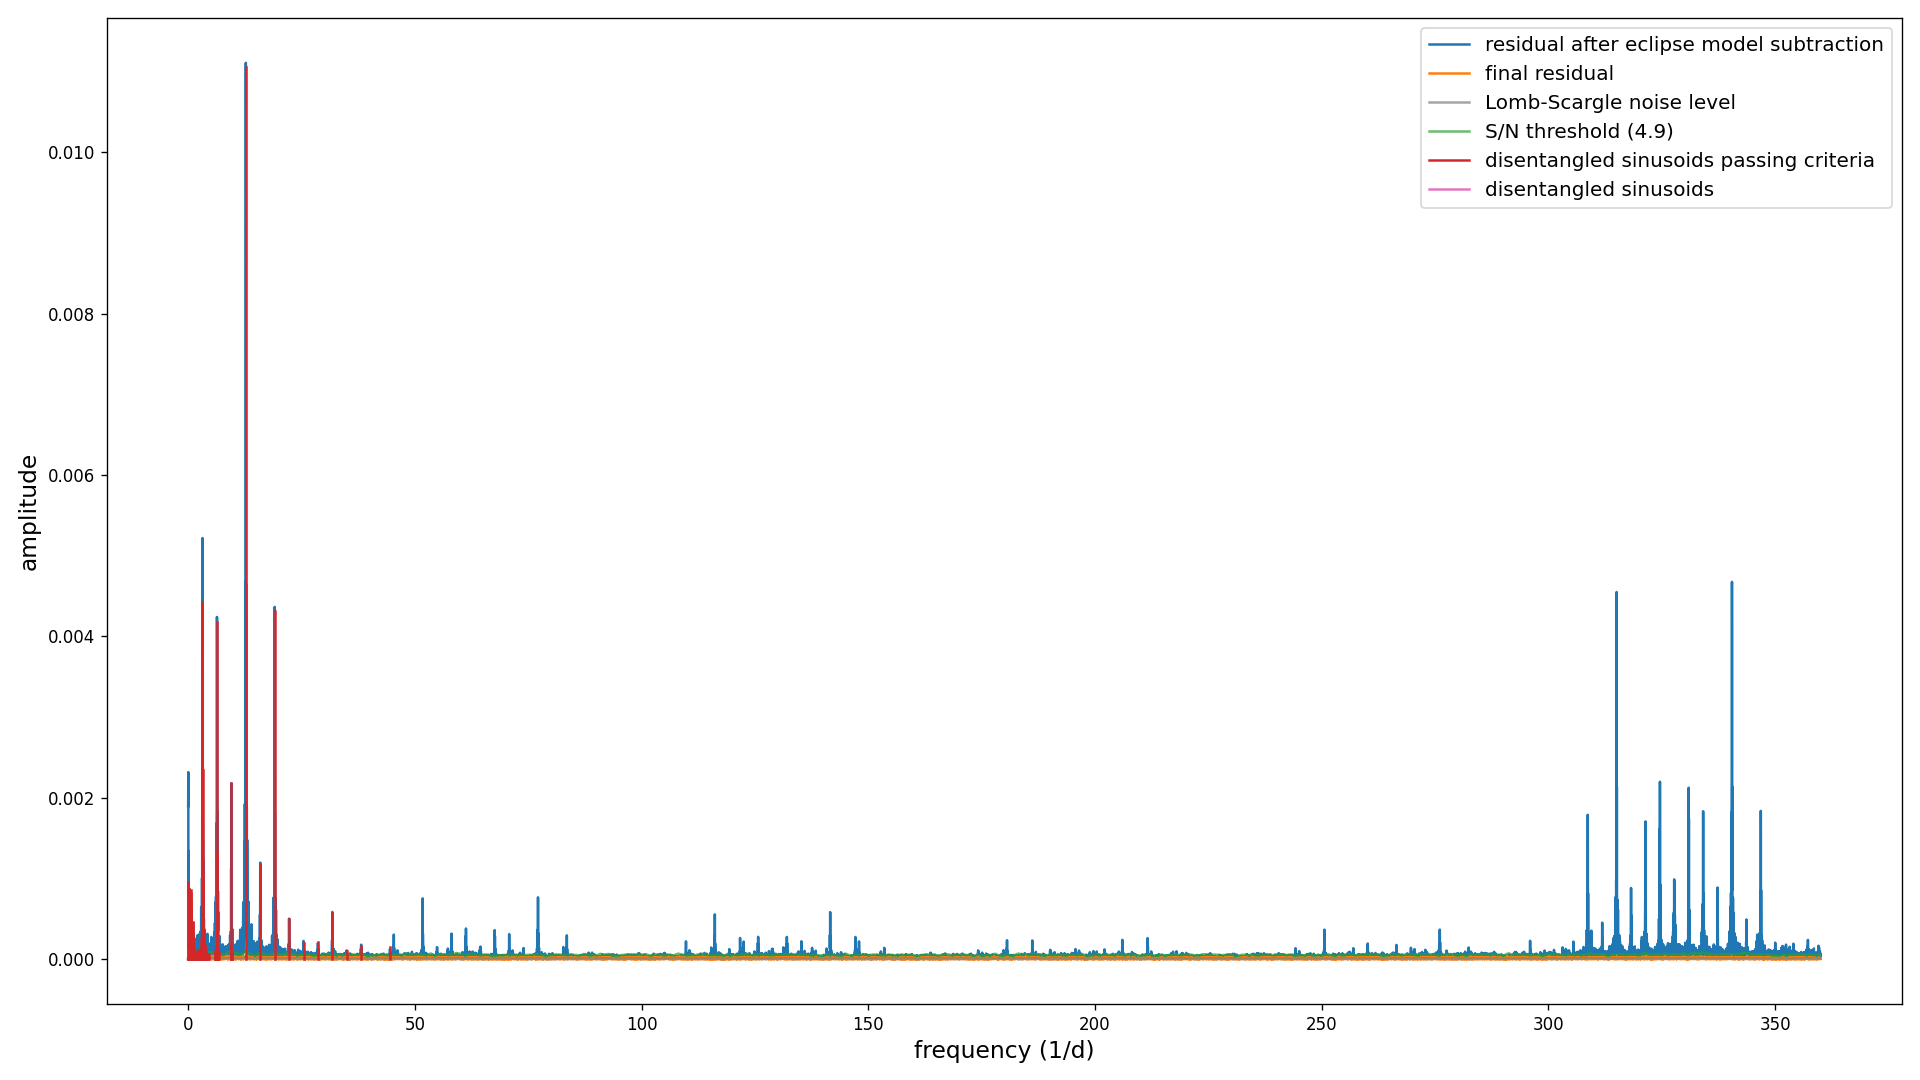 residual after eclipse model subtraction
final residual
Lomb-Scargle noise level
S/N threshold (4.9)
disentangled sinusoids passing criteria
disentangled sinusoids
0.010
0.008
0.006
0.004
0.002
0.000
amplitude
0 50 100 150 200 250 300 350
frequency (1/d)